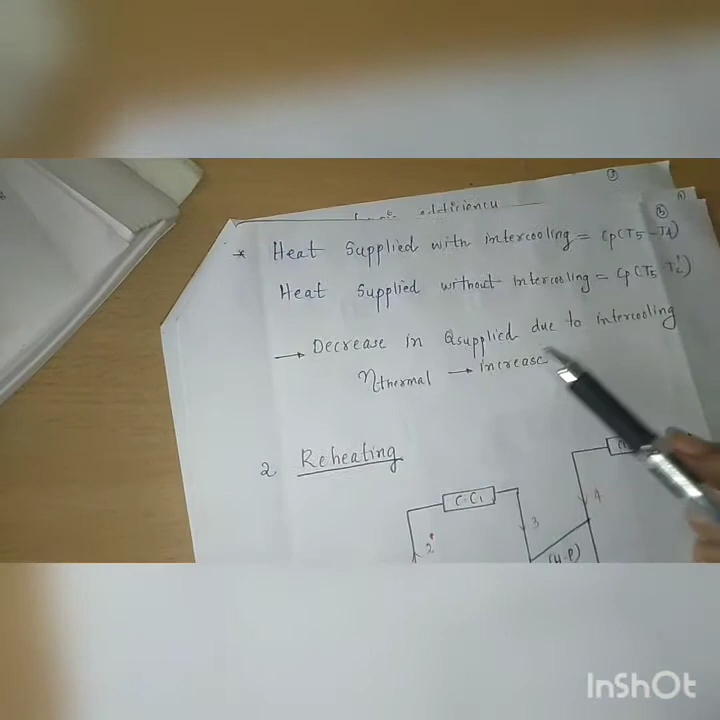 * Heat Supplied with intercooling = Cp(T5-T4)
Heat Supplied without intercooling = Cp(T5-T2')
→ Decrease in Qsupplied due to intercooling
ηthermal → increase
2 Reheating
C.C1
2'
3
4
(H.P)
InShOt